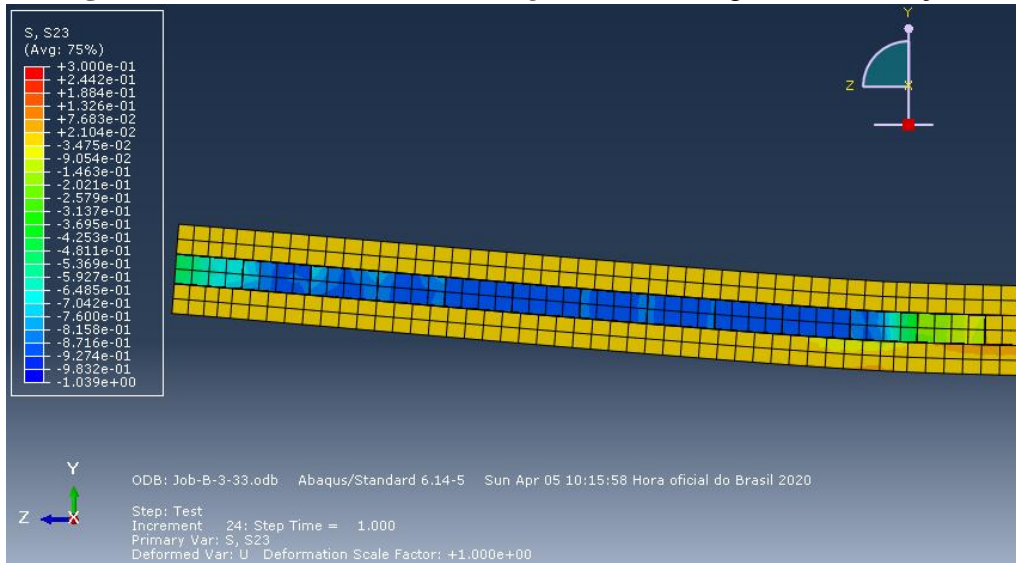 S, S23
(Avg: 75%)
+3.000e-01
+2.442e-01
+1.884e-01
+1.326e-01
+7.683e-02
+2.104e-02
-3.475e-02
-9.054e-02
-1.463e-01
-2.021e-01
-2.579e-01
-3.137e-01
-3.695e-01
-4.253e-01
-4.811e-01
-5.369e-01
-5.927e-01
-6.485e-01
-7.042e-01
-7.600e-01
-8.158e-01
-8.716e-01
-9.274e-01
-9.832e-01
-1.039e+00
Y
Z
X
Y
Z
X
ODB: Job-B-3-33.odb Abaqus/Standard 6.14-5 Sun Apr 05 10:15:58 Hora oficial do Brasil 2020
Step: Test
Increment 24: Step Time = 1.000
Primary Var: S, S23
Deformed Var: U Deformation Scale Factor: +1.000e+00